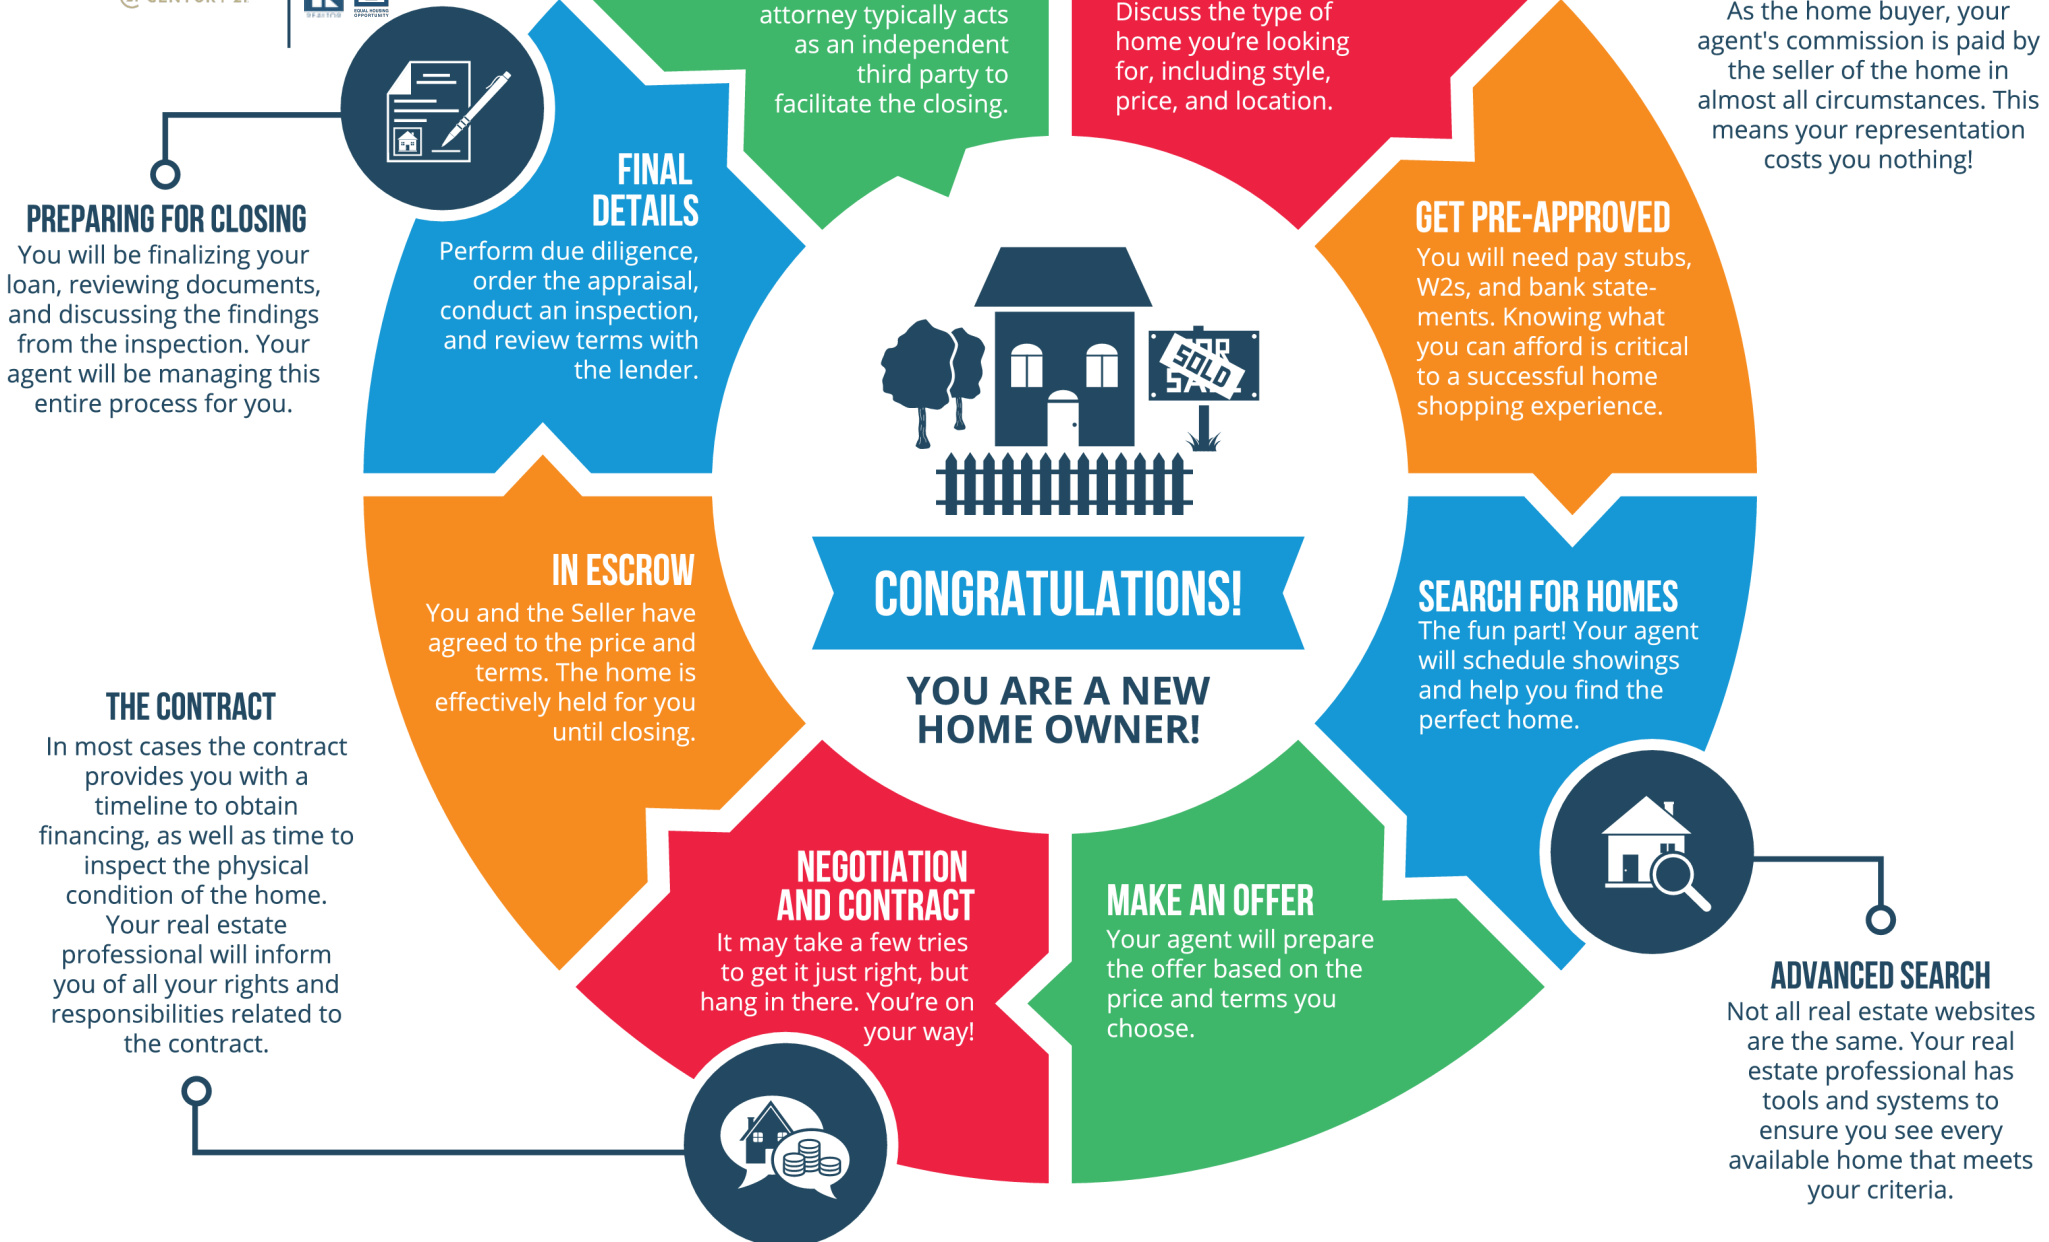 EQUAL HOUSING
OPPORTUNITY
attorney typically acts
as an independent
third party to
facilitate the closing.
Discuss the type of
home you’re looking
for, including style,
price, and location.
As the home buyer, your
agent's commission is paid by
the seller of the home in
almost all circumstances. This
means your representation
costs you nothing!
GET PRE-APPROVED
You will need pay stubs,
W2s, and bank state-
ments. Knowing what
you can afford is critical
to a successful home
shopping experience.
SEARCH FOR HOMES
The fun part! Your agent
will schedule showings
and help you find the
perfect home.
ADVANCED SEARCH
Not all real estate websites
are the same. Your real
estate professional has
tools and systems to
ensure you see every
available home that meets
your criteria.
MAKE AN OFFER
Your agent will prepare
the offer based on the
price and terms you
choose.
NEGOTIATION
AND CONTRACT
It may take a few tries
to get it just right, but
hang in there. You’re on
your way!
THE CONTRACT
In most cases the contract
provides you with a
timeline to obtain
financing, as well as time to
inspect the physical
condition of the home.
Your real estate
professional will inform
you of all your rights and
responsibilities related to
the contract.
IN ESCROW
You and the Seller have
agreed to the price and
terms. The home is
effectively held for you
until closing.
FINAL
DETAILS
Perform due diligence,
order the appraisal,
conduct an inspection,
and review terms with
the lender.
PREPARING FOR CLOSING
You will be finalizing your
loan, reviewing documents,
and discussing the findings
from the inspection. Your
agent will be managing this
entire process for you.
SOLD
CONGRATULATIONS!
YOU ARE A NEW
HOME OWNER!